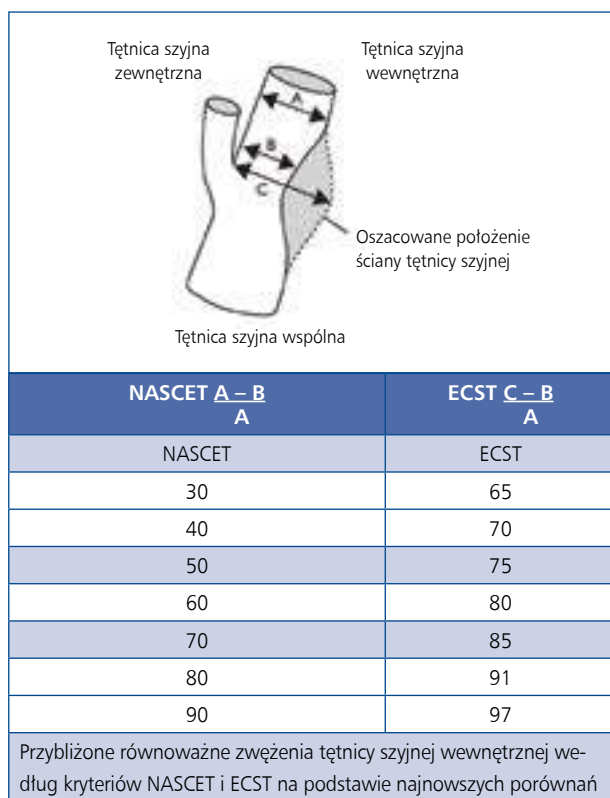 Tętnica szyjna
zewnętrzna
Tętnica szyjna
wewnętrzna
A
B
C
Oszacowane położenie
ściany tętnicy szyjnej
Tętnica szyjna wspólna
NASCET A – B
A
ECST C – B
A
NASCET ECST
30 65
40 70
50 75
60 80
70 85
80 91
90 97
Przybliżone równoważne zwężenia tętnicy szyjnej wewnętrznej we-
dług kryteriów NASCET i ECST na podstawie najnowszych porównań